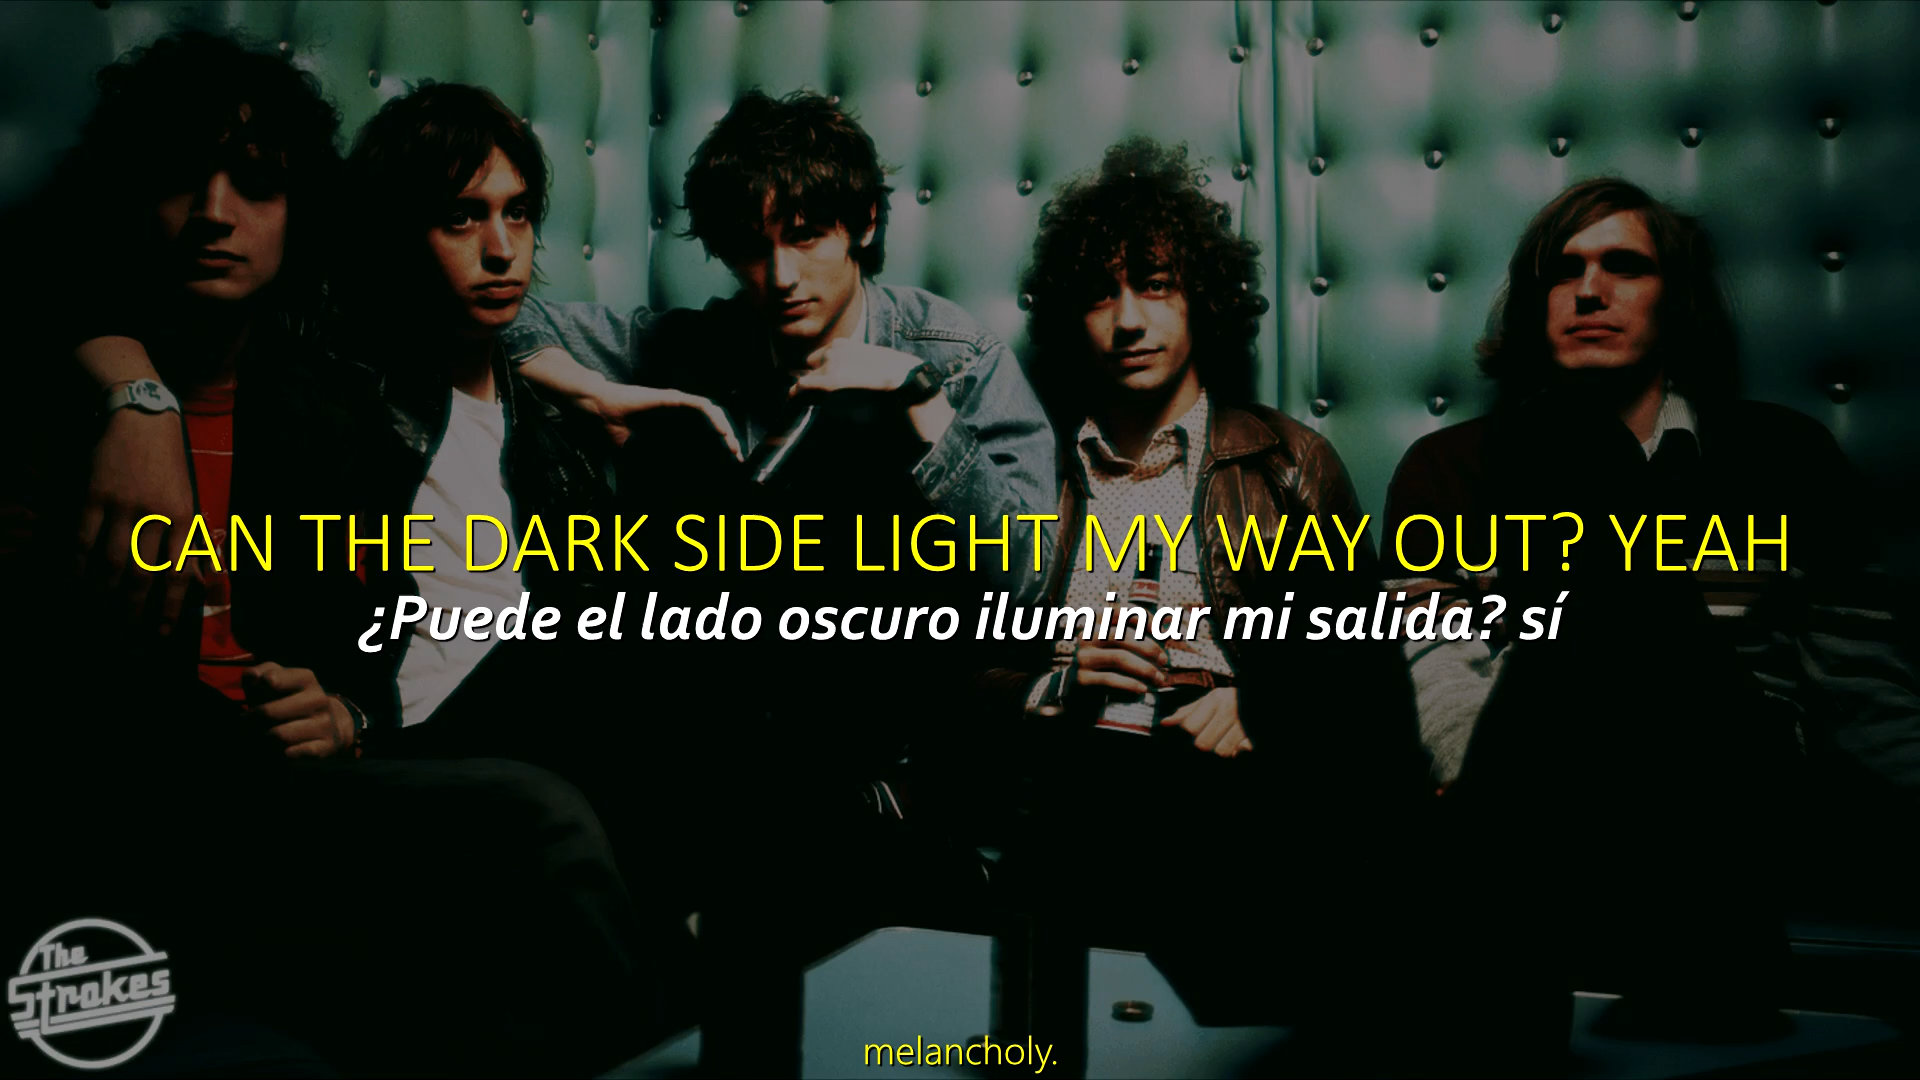 CAN THE DARK SIDE LIGHT MY WAY OUT? YEAH
¿Puede el lado oscuro iluminar mi salida? sí
The
Strokes
melancholy.